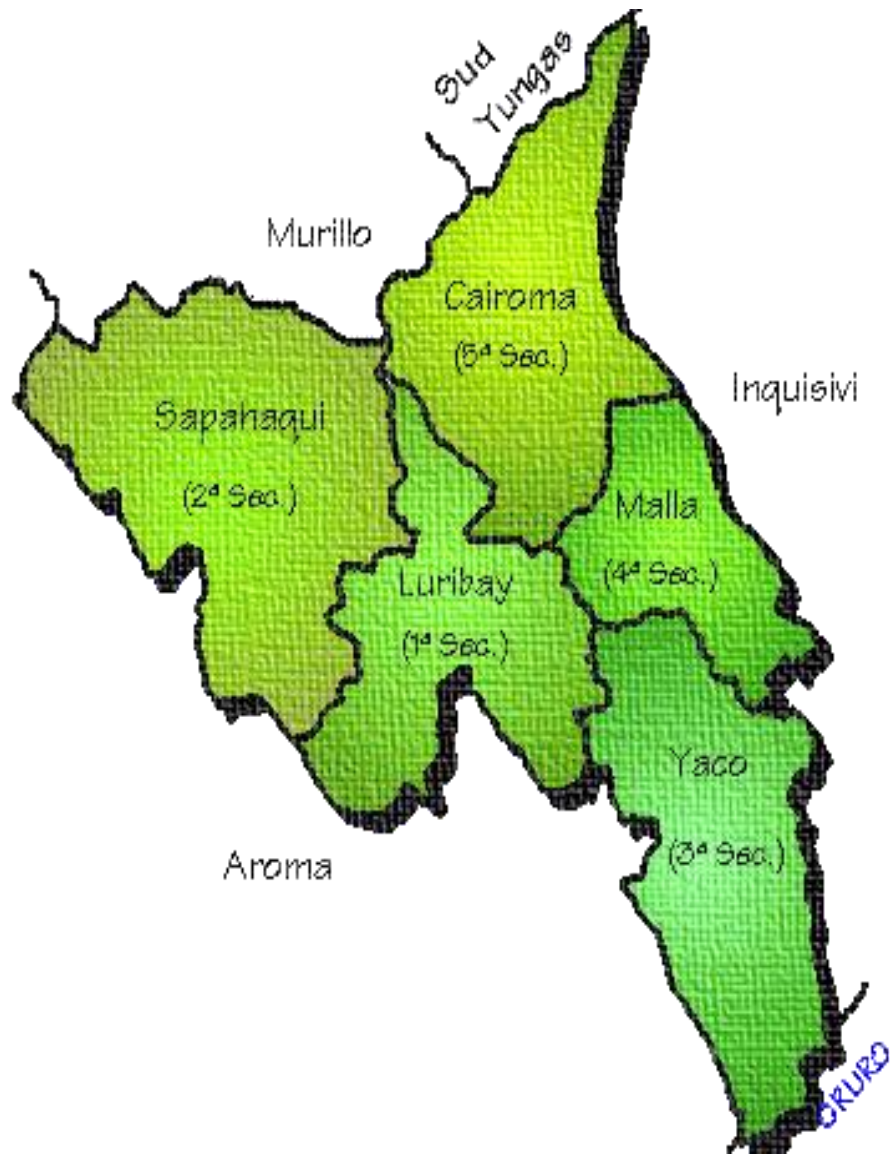 Sud
Yungas
Murillo
Cairoma
(5ª Sec.)
Inquisivi
Sapahaqui
(2ª Sec.)
Malla
(4ª Sec.)
Luribay
(1ª Sec.)
Yaco
(3ª Sec.)
Aroma
ORURO